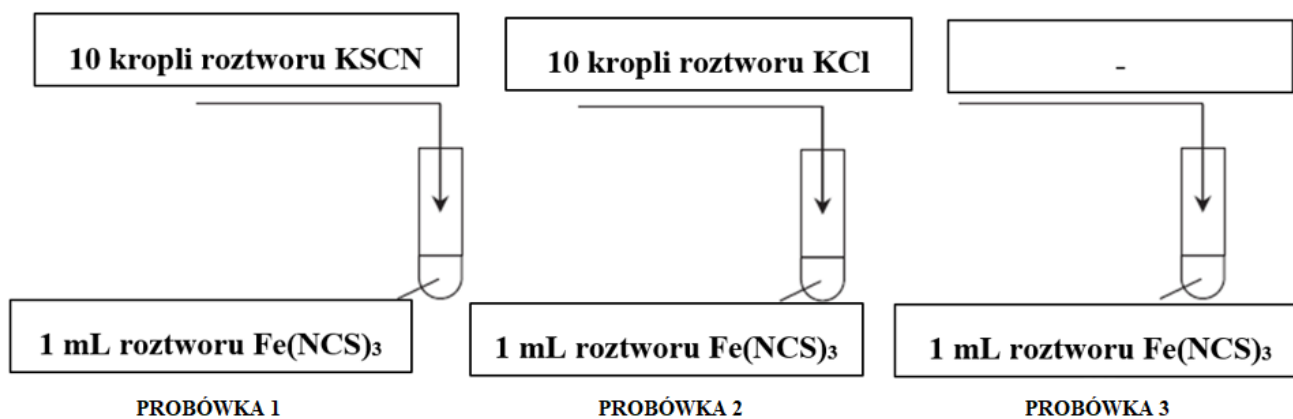 10 kropli roztworu KSCN
10 kropli roztworu KCl
-
1 mL roztworu Fe(NCS)₃
1 mL roztworu Fe(NCS)₃
1 mL roztworu Fe(NCS)₃
PROBÓWKA 1
PROBÓWKA 2
PROBÓWKA 3